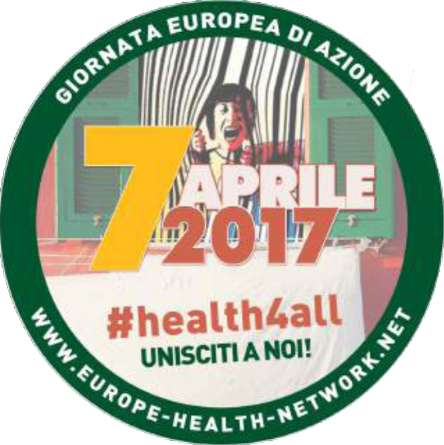 GIORNATA EUROPEA DI AZIONE
7 APRILE
2017
#health4all
UNISCITI A NOI!
WWW.EUROPE-HEALTH-NETWORK.NET